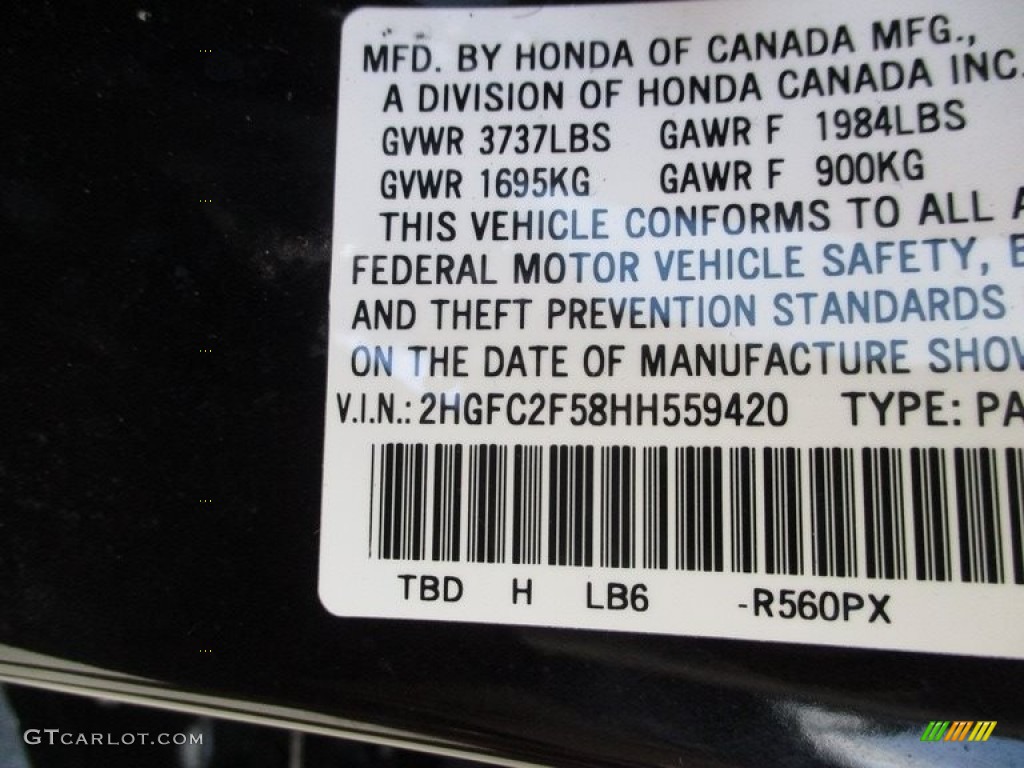 MFD. BY HONDA OF CANADA MFG.,
A DIVISION OF HONDA CANADA INC.
GVWR 3737LBS GAWR F 1984LBS
GVWR 1695KG GAWR F 900KG
THIS VEHICLE CONFORMS TO ALL A
FEDERAL MOTOR VEHICLE SAFETY,
AND THEFT PREVENTION STANDARDS
ON THE DATE OF MANUFACTURE SHOW
V.I.N.: 2HGFC2F58HH559420 TYPE: PA
TBD H LB6 -R560PX
GTCARLOT.COM